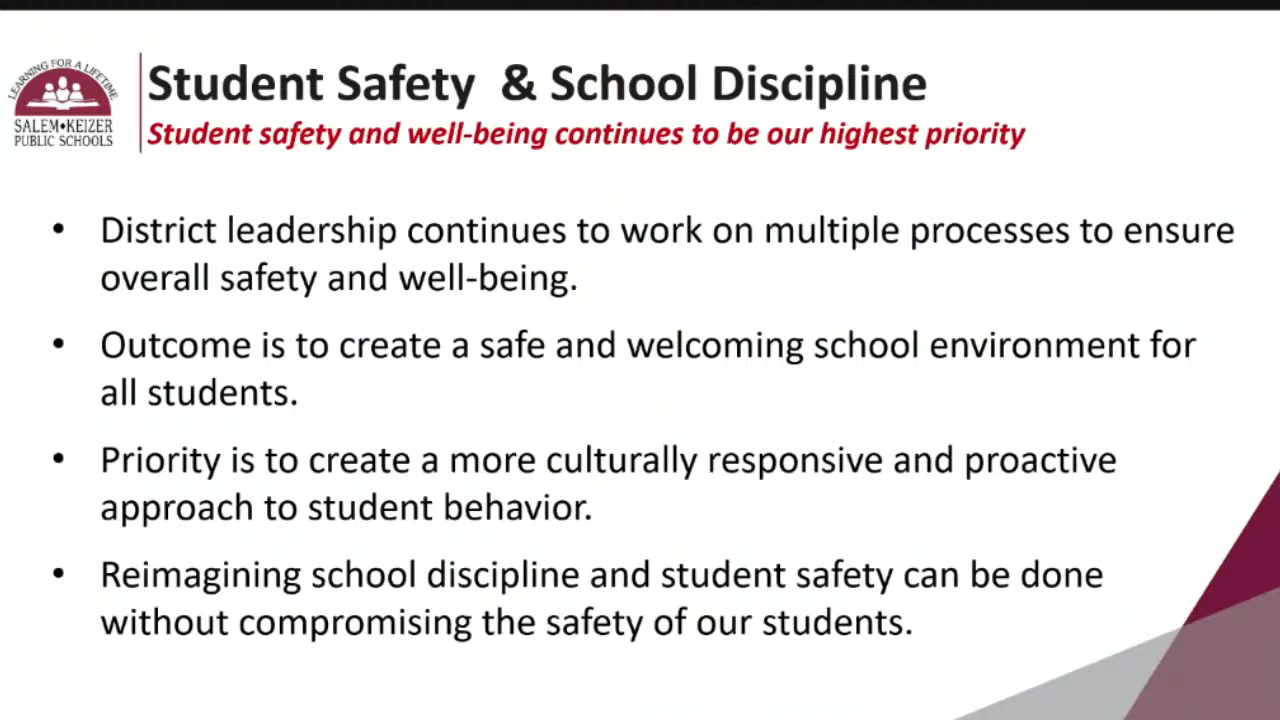 LEARNING FOR A LIFETIME
SALEM•KEIZER
PUBLIC SCHOOLS
Student Safety & School Discipline
Student safety and well-being continues to be our highest priority
• District leadership continues to work on multiple processes to ensure
overall safety and well-being.
• Outcome is to create a safe and welcoming school environment for
all students.
• Priority is to create a more culturally responsive and proactive
approach to student behavior.
• Reimagining school discipline and student safety can be done
without compromising the safety of our students.